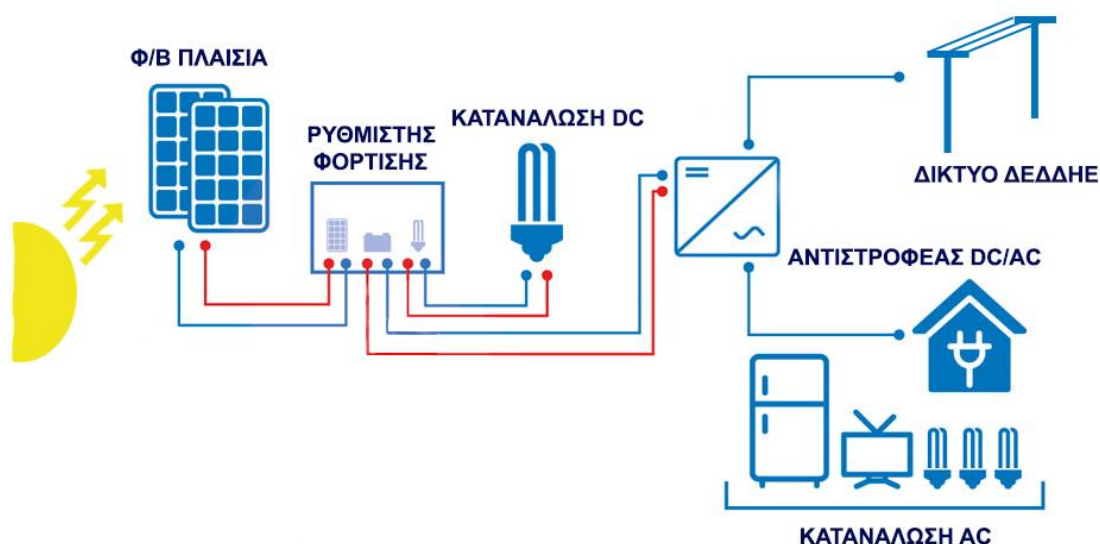 Φ/Β ΠΛΑΙΣΙΑ
ΡΥΘΜΙΣΤΗΣ
ΦΟΡΤΙΣΗΣ
ΚΑΤΑΝΑΛΩΣΗ DC
ΔΙΚΤΥΟ ΔΕΔΔΗΕ
ΑΝΤΙΣΤΡΟΦΕΑΣ DC/AC
ΚΑΤΑΝΑΛΩΣΗ AC